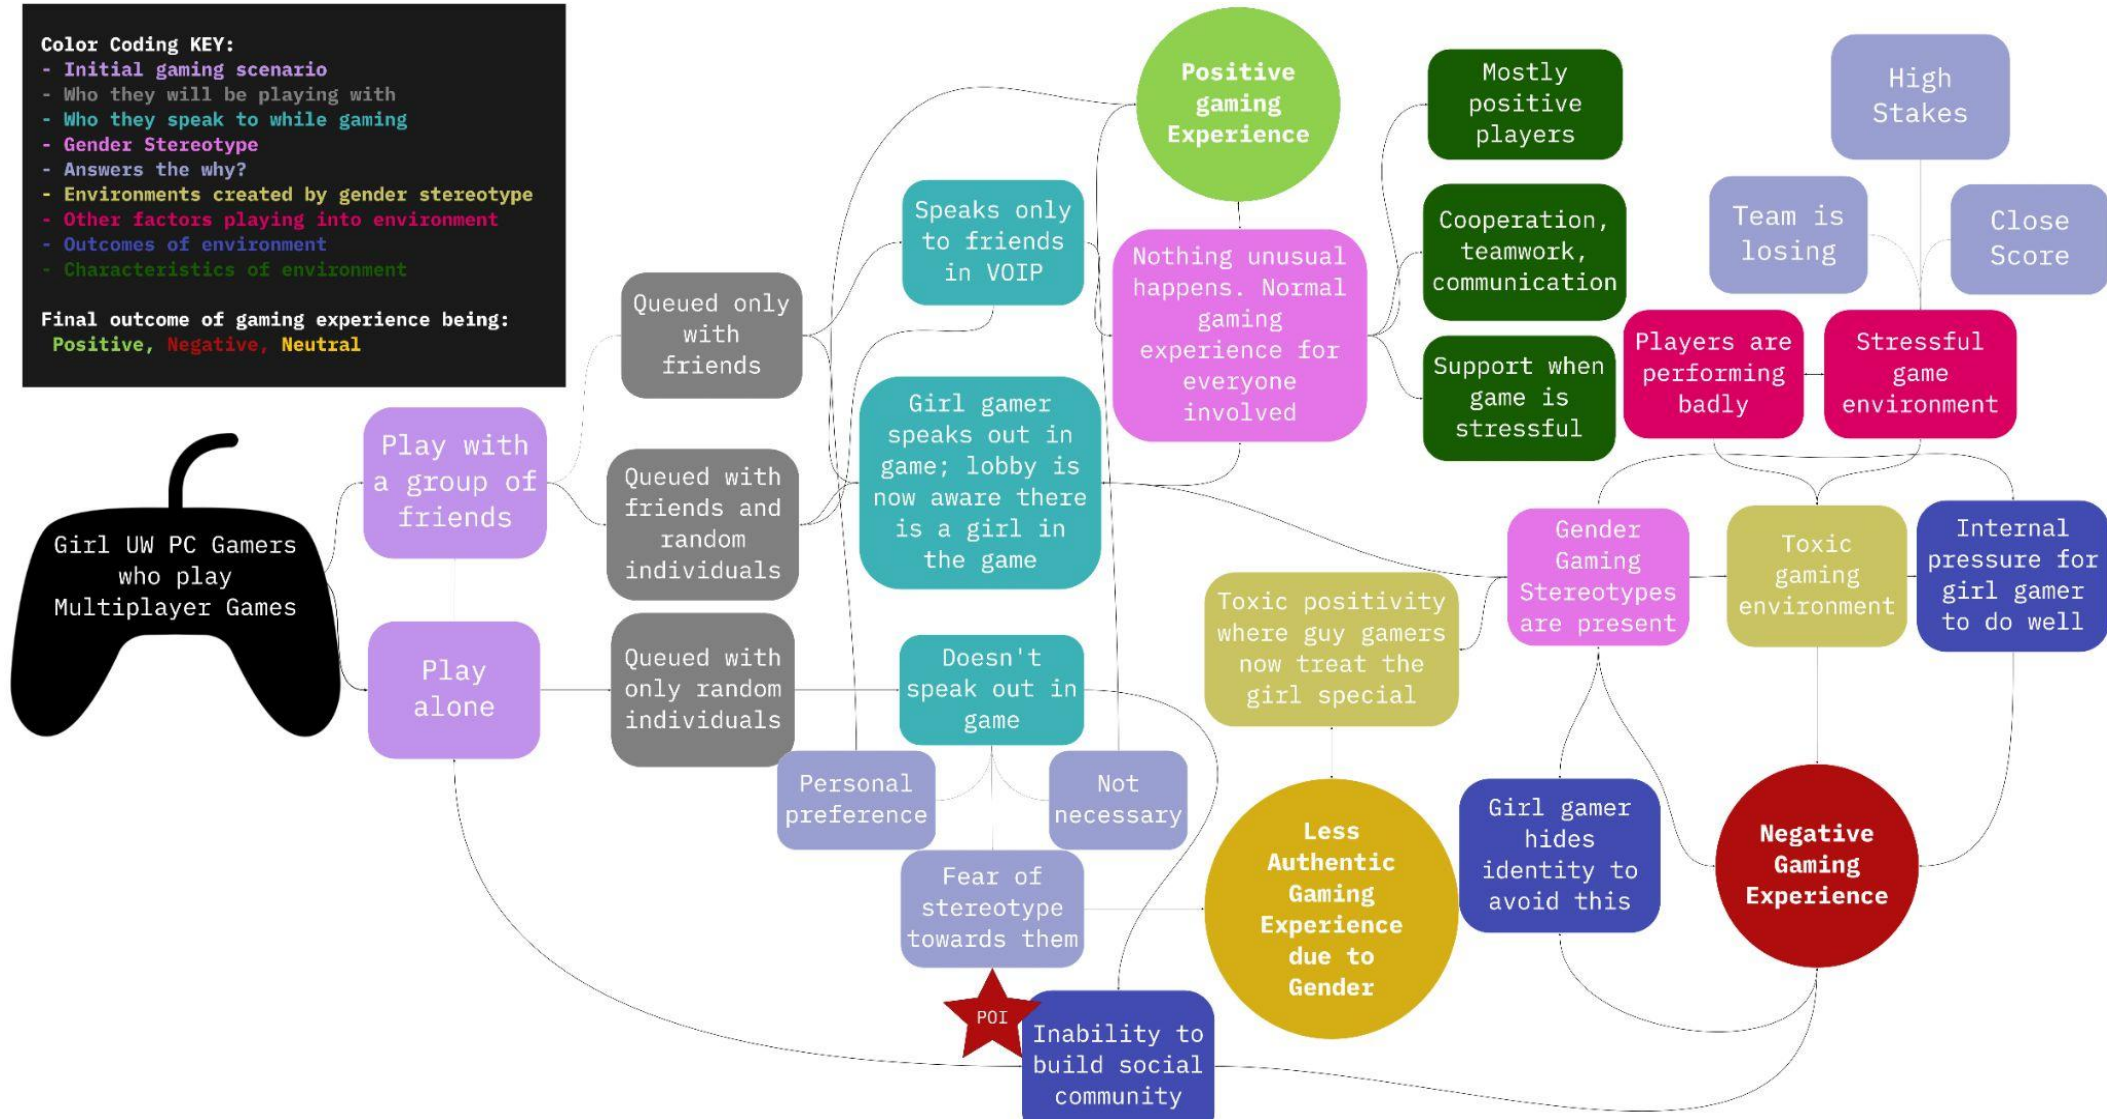 Color Coding KEY:
- Initial gaming scenario
- Who they will be playing with
- Who they speak to while gaming
- Gender Stereotype
- Answers the why?
- Environments created by gender stereotype
- Other factors playing into environment
- Outcomes of environment
- Characteristics of environment
Final outcome of gaming experience being:
Positive, Negative, Neutral
Girl UW PC Gamers
who play
Multiplayer Games
Play with
a group of
friends
Play
alone
Queued only
with
friends
Queued with
friends and
random
individuals
Queued with
only random
individuals
Speaks only
to friends
in VOIP
Girl gamer
speaks out in
game; lobby is
now aware there
is a girl in
the game
Doesn't
speak out in
game
Personal
preference
Not
necessary
Fear of
stereotype
towards them
POI
Inability to
build social
community
Positive
gaming
Experience
Nothing unusual
happens. Normal
gaming
experience for
everyone
involved
Mostly
positive
players
Cooperation,
teamwork,
communication
Support when
game is
stressful
High
Stakes
Team is
losing
Close
Score
Players are
performing
badly
Stressful
game
environment
Gender
Gaming
Stereotypes
are present
Toxic
gaming
environment
Internal
pressure for
girl gamer
to do well
Toxic positivity
where guy gamers
now treat the
girl special
Less
Authentic
Gaming
Experience
due to
Gender
Girl gamer
hides
identity to
avoid this
Negative
Gaming
Experience